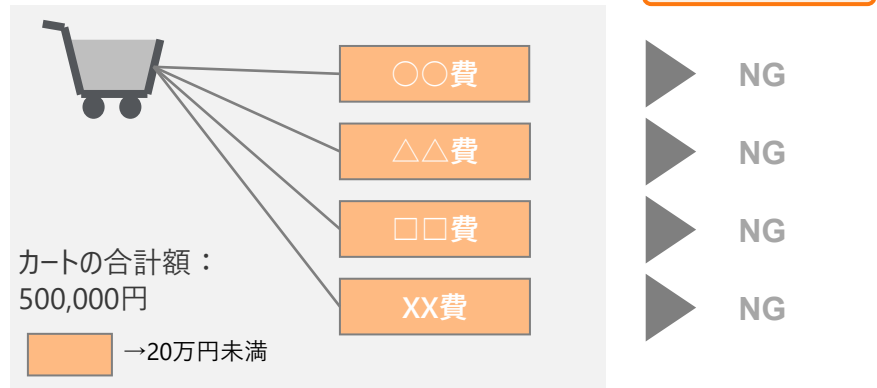 ○○費
NG
△△費
NG
□□費
NG
XX費
NG
カートの合計額：
500,000円
→20万円未満